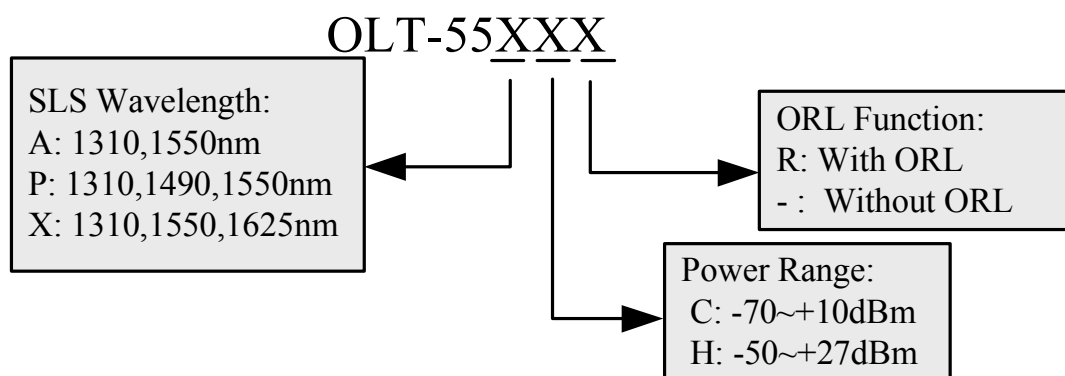 OLT-55XXX
SLS Wavelength:
A: 1310,1550nm
P: 1310,1490,1550nm
X: 1310,1550,1625nm
ORL Function:
R: With ORL
- : Without ORL
Power Range:
C: -70~+10dBm
H: -50~+27dBm